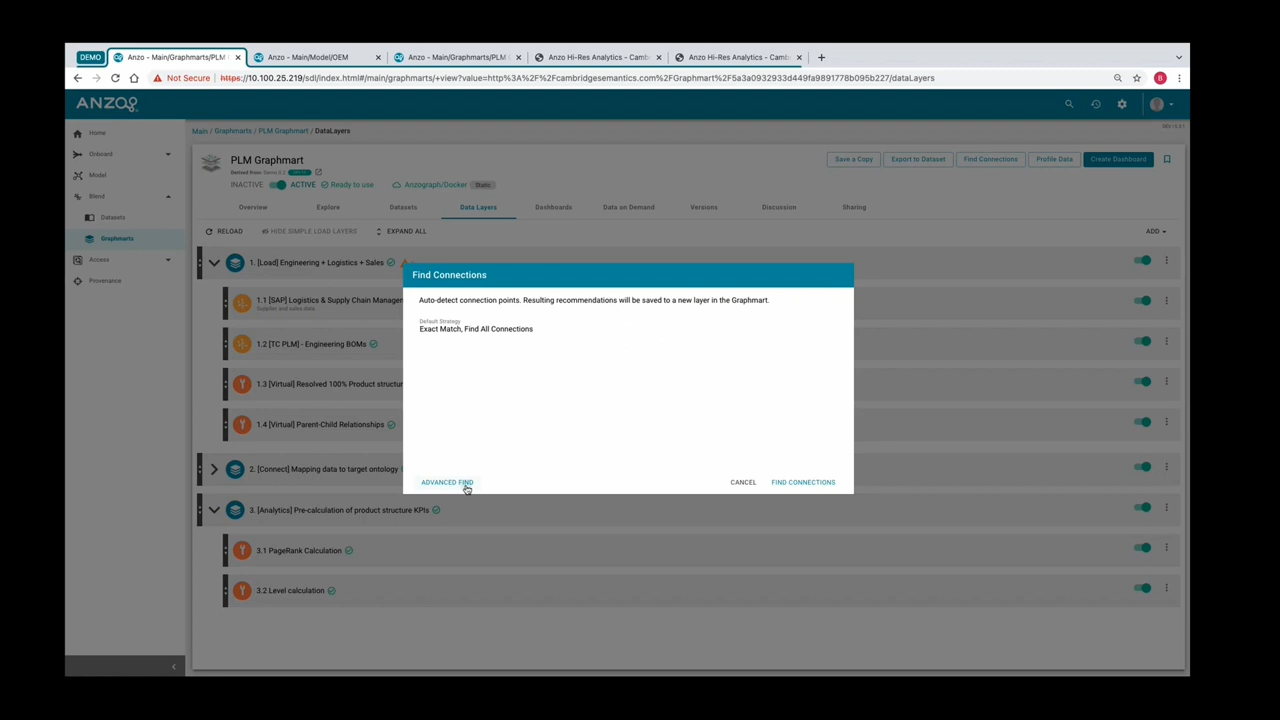 DEMO
Anzo - Main/Graphmarts/PLM
Anzo - Main/Model/OEM
Anzo - Main/Graphmarts/PLM
Anzo Hi-Res Analytics - Camb
Anzo Hi-Res Analytics - Camb
Not Secure
https://10.100.25.219/sdl/index.html#/main/graphmarts/+view?value=http%3A%2F%2Fcambridgesemantics.com%2FGraphmart%2F5a3a0932933d449fa9891778b095b227/dataLayers
B
ANZO
Home
Onboard
Model
Blend
Datasets
Graphmarts
Access
Provenance
Main / Graphmarts / PLM Graphmart / DataLayers
PLM Graphmart
INACTIVE
ACTIVE
Ready to use
Anzograph/Docker
Static
Save a Copy
Export to Dataset
Find Connections
Profile Data
Create Dashboard
Overview
Explore
Datasets
Data Layers
Dashboards
Data on Demand
Versions
Discussion
Sharing
RELOAD
HIDE SIMPLE LOAD LAYERS
EXPAND ALL
ADD
1. [Load] Engineering + Logistics + Sales
1.1 [SAP] Logistics & Supply Chain Managem
Supplier and sales data
1.2 [TC PLM] - Engineering BOMs
1.3 [Virtual] Resolved 100% Product structur
1.4 [Virtual] Parent-Child Relationships
2. [Connect] Mapping data to target ontology
3. [Analytics] Pre-calculation of product structure KPIs
3.1 PageRank Calculation
3.2 Level calculation
Find Connections
Auto-detect connection points. Resulting recommendations will be saved to a new layer in the Graphmart.
Default Strategy
Exact Match, Find All Connections
ADVANCED FIND
CANCEL
FIND CONNECTIONS